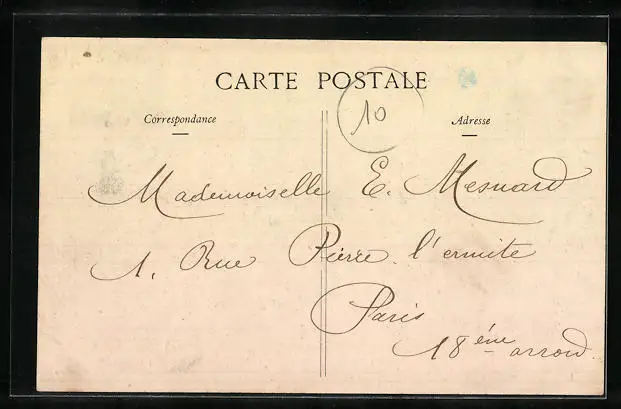 CARTE POSTALE
10
Correspondance
Adresse
Mademoiselle E. Mesnard
1, Rue Pierre l'ermite
Paris
18ème arrond